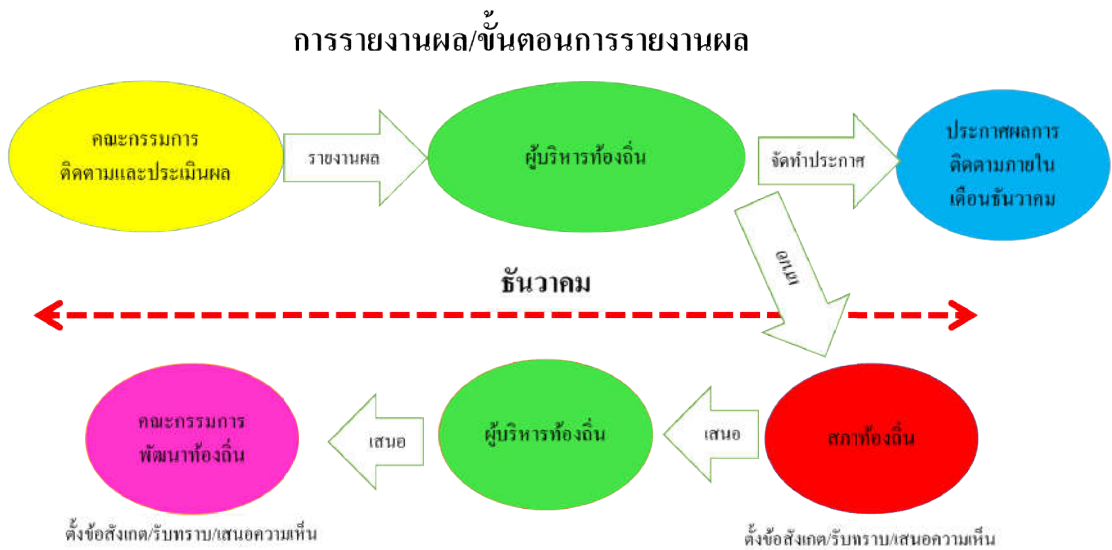 การรายงานผล/ขั้นตอนการรายงานผล
คณะกรรมการ
ติดตามและประเมินผล
รายงานผล
ผู้บริหารท้องถิ่น
จัดทำประกาศ
ประกาศผลการ
ติดตามภายใน
เดือนธันวาคม
เสนอ
ธันวาคม
คณะกรรมการ
พัฒนาท้องถิ่น
เสนอ
ผู้บริหารท้องถิ่น
เสนอ
สภาท้องถิ่น
ตั้งข้อสังเกต/รับทราบ/เสนอความเห็น
ตั้งข้อสังเกต/รับทราบ/เสนอความเห็น